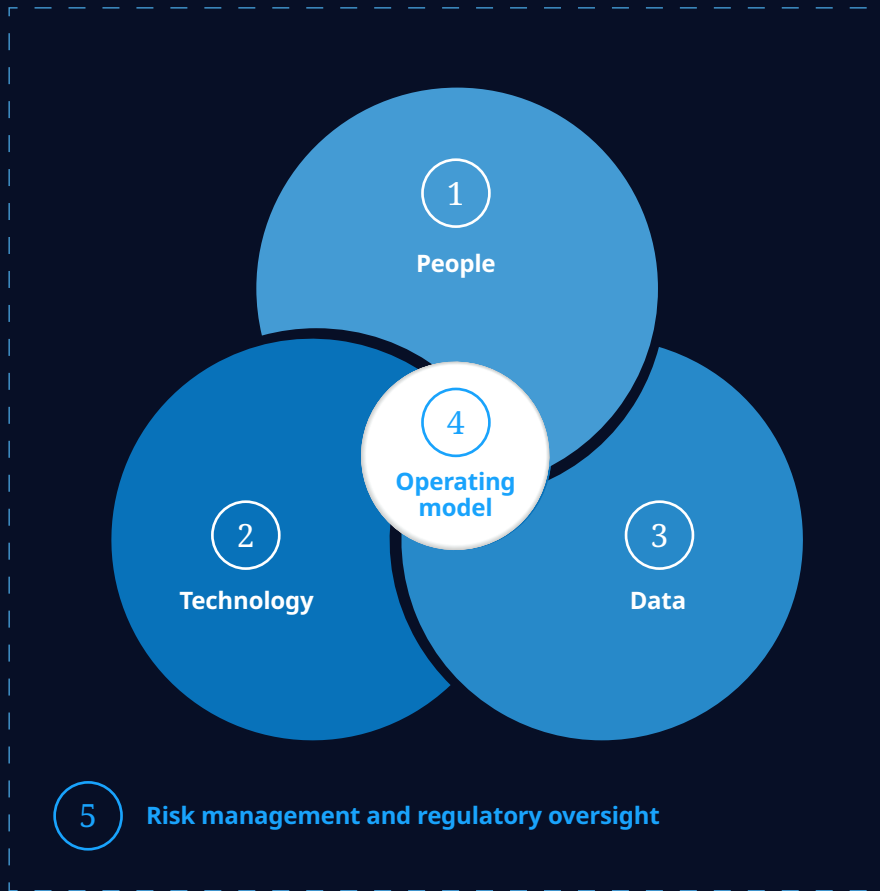 1
People
4
Operating
model
2
Technology
3
Data
5
Risk management and regulatory oversight